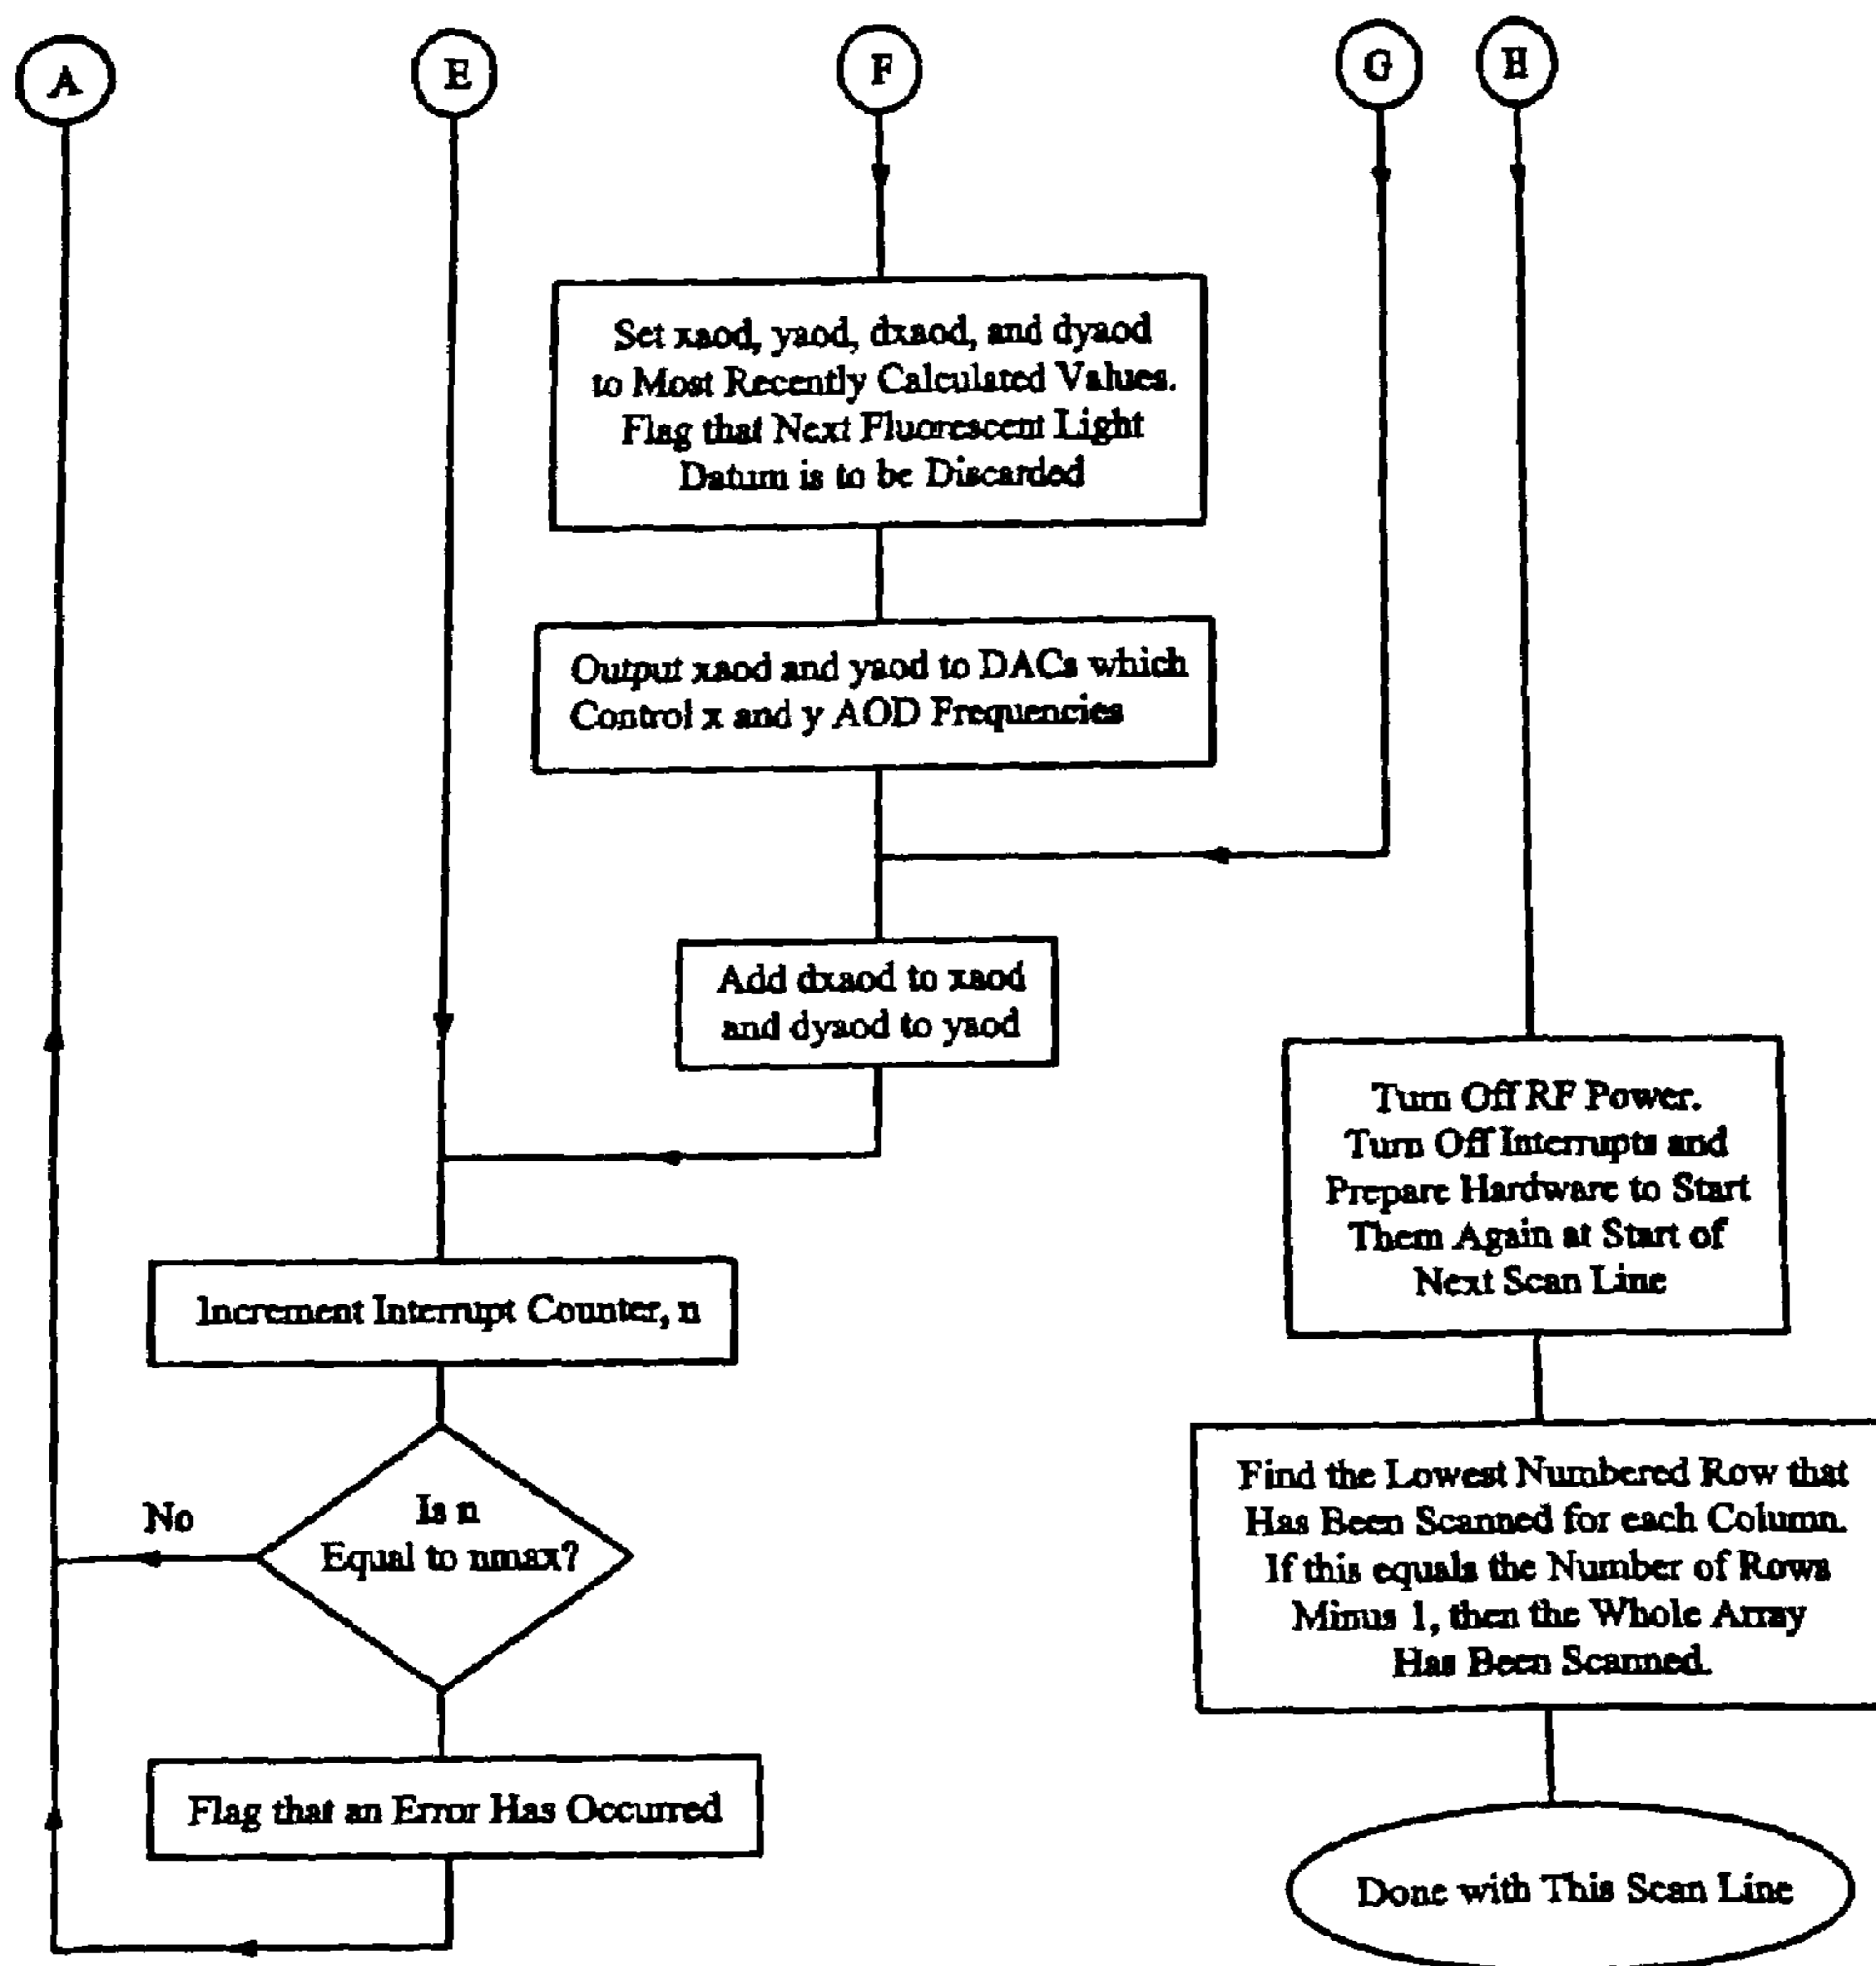 A
E
F
G
H
Set xaod, yaod, dxaod, and dyaod
to Most Recently Calculated Values.
Flag that Next Fluorescent Light
Datum is to be Discarded
Output xaod and yaod to DACs which
Control x and y AOD Frequencies
Add dxaod to xaod
and dyaod to yaod
Turn Off RF Power.
Turn Off Interrupts and
Prepare Hardware to Start
Them Again at Start of
Next Scan Line
Increment Interrupt Counter, n
No
Is n
Equal to nmax?
Find the Lowest Numbered Row that
Has Been Scanned for each Column.
If this equals the Number of Rows
Minus 1, then the Whole Array
Has Been Scanned.
Flag that an Error Has Occurred
Done with This Scan Line